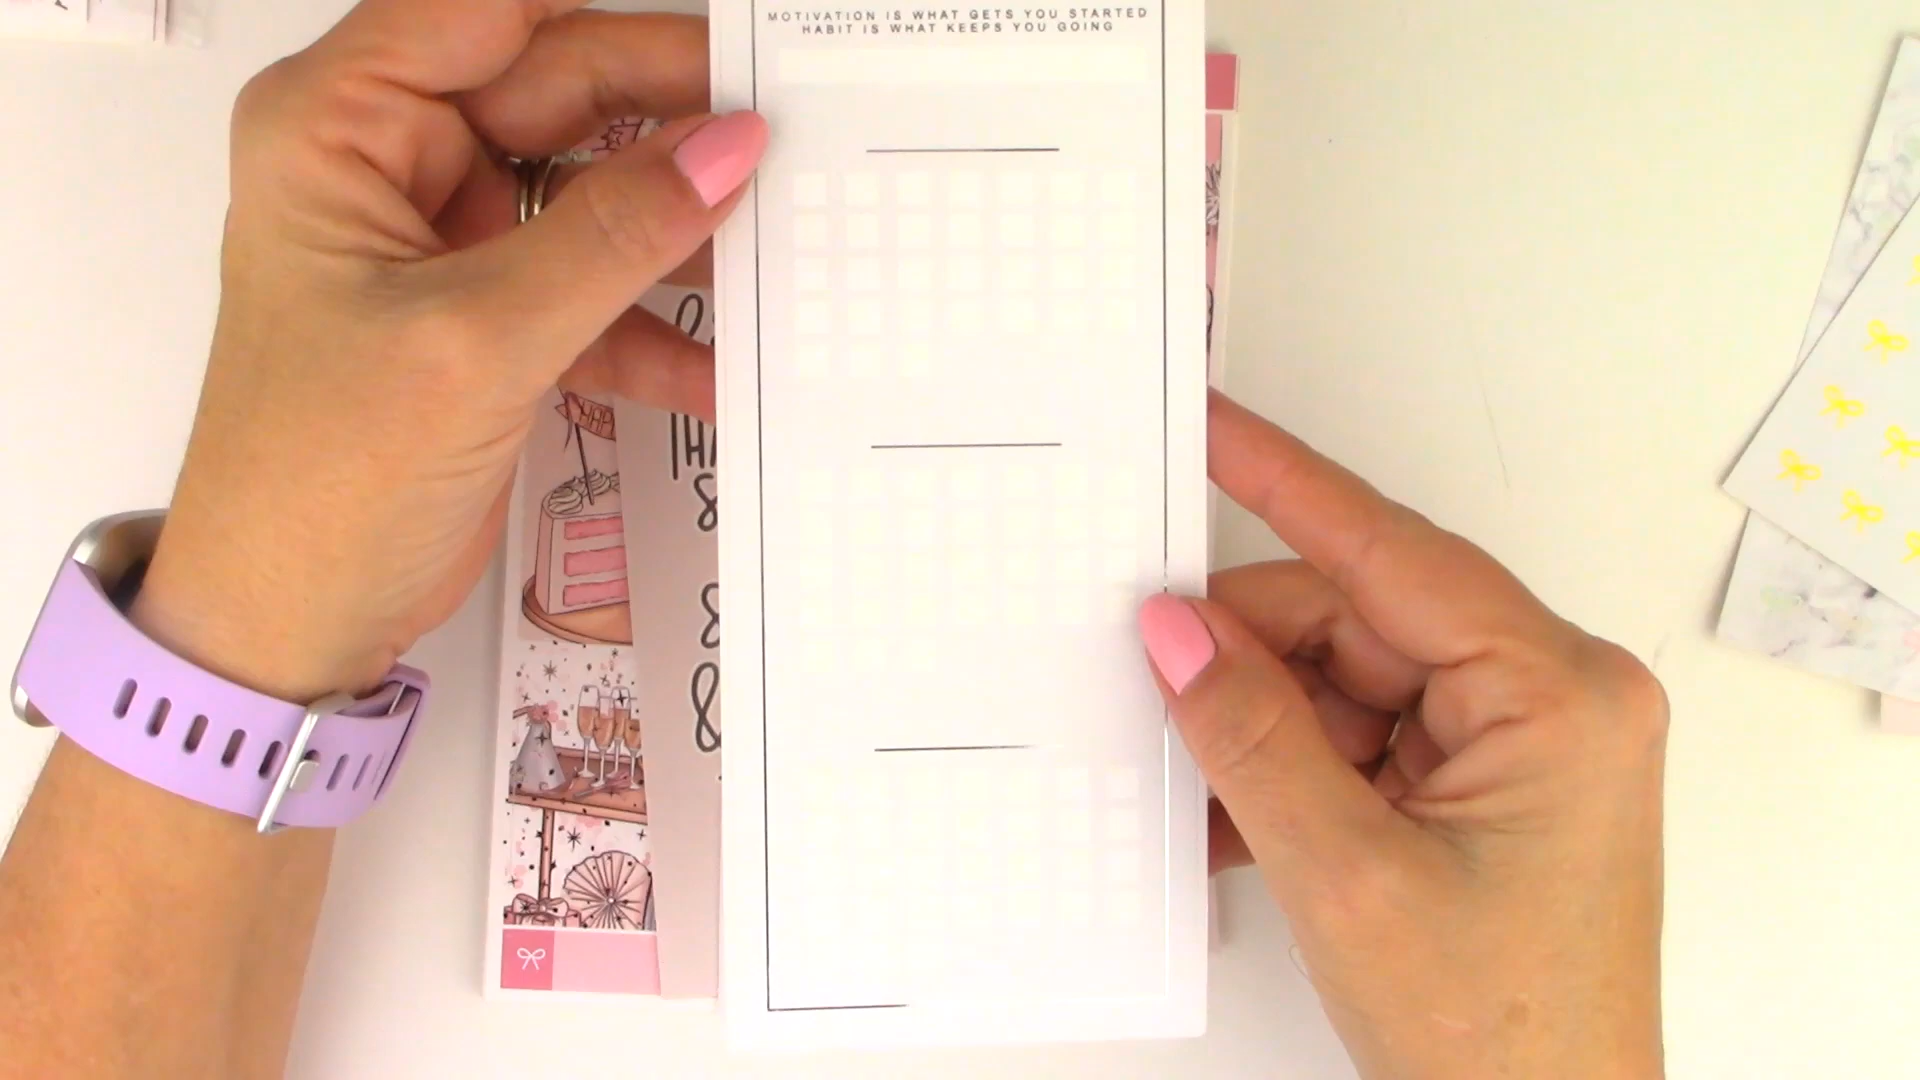 MOTIVATION IS WHAT GETS YOU STARTED
HABIT IS WHAT KEEPS YOU GOING
&
&